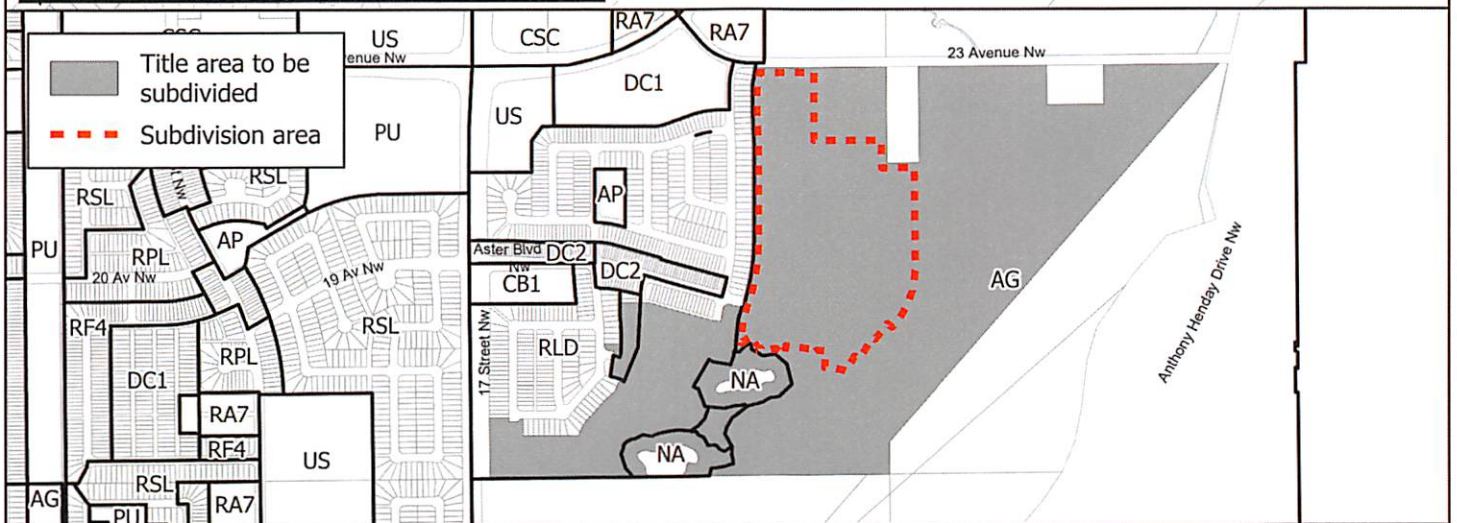 RA7
CSC
US
CSC
RA7
venue Nw
23 Avenue Nw
Title area to be
subdivided
DC1
US
Subdivision area
PU
RSL
t Nw
RSL
AP
AP
PU
RPL
Aster Blvd
Nw
DC2
DC2
20 Av Nw
19 Av Nw
CB1
AG
RF4
RSL
17 Street Nw
RLD
RPL
Anthony Henday Drive Nw
DC1
NA
RA7
RF4
US
NA
RSL
AG
RA7
PU